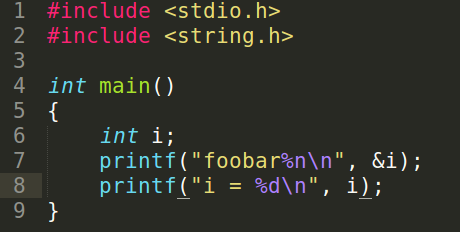 1 #include <stdio.h>
2 #include <string.h>
3
4 int main()
5 {
6     int i;
7     printf("foobar%n\n", &i);
8     printf("i = %d\n", i);
9 }